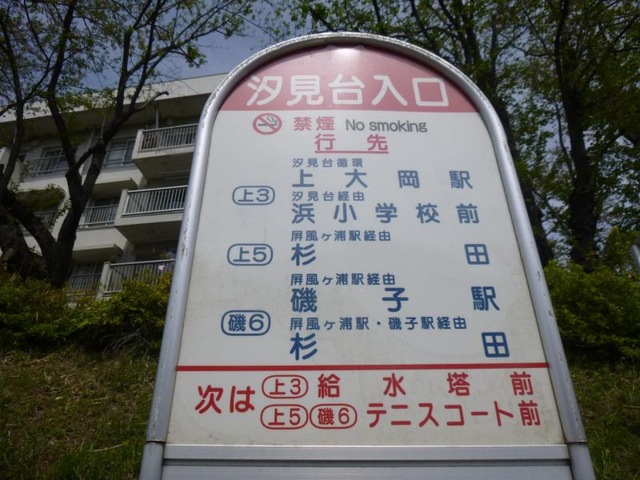 汐見台入口
禁煙 No smoking
行先
汐見台循環
上大岡駅
上3
汐見台経由
浜小学校前
屏風ヶ浦駅経由
上5 杉田
屏風ヶ浦駅経由
磯子駅
磯6
屏風ヶ浦駅・磯子駅経由
杉田
次は 上3 給水塔前
上5 磯6 テニスコート前